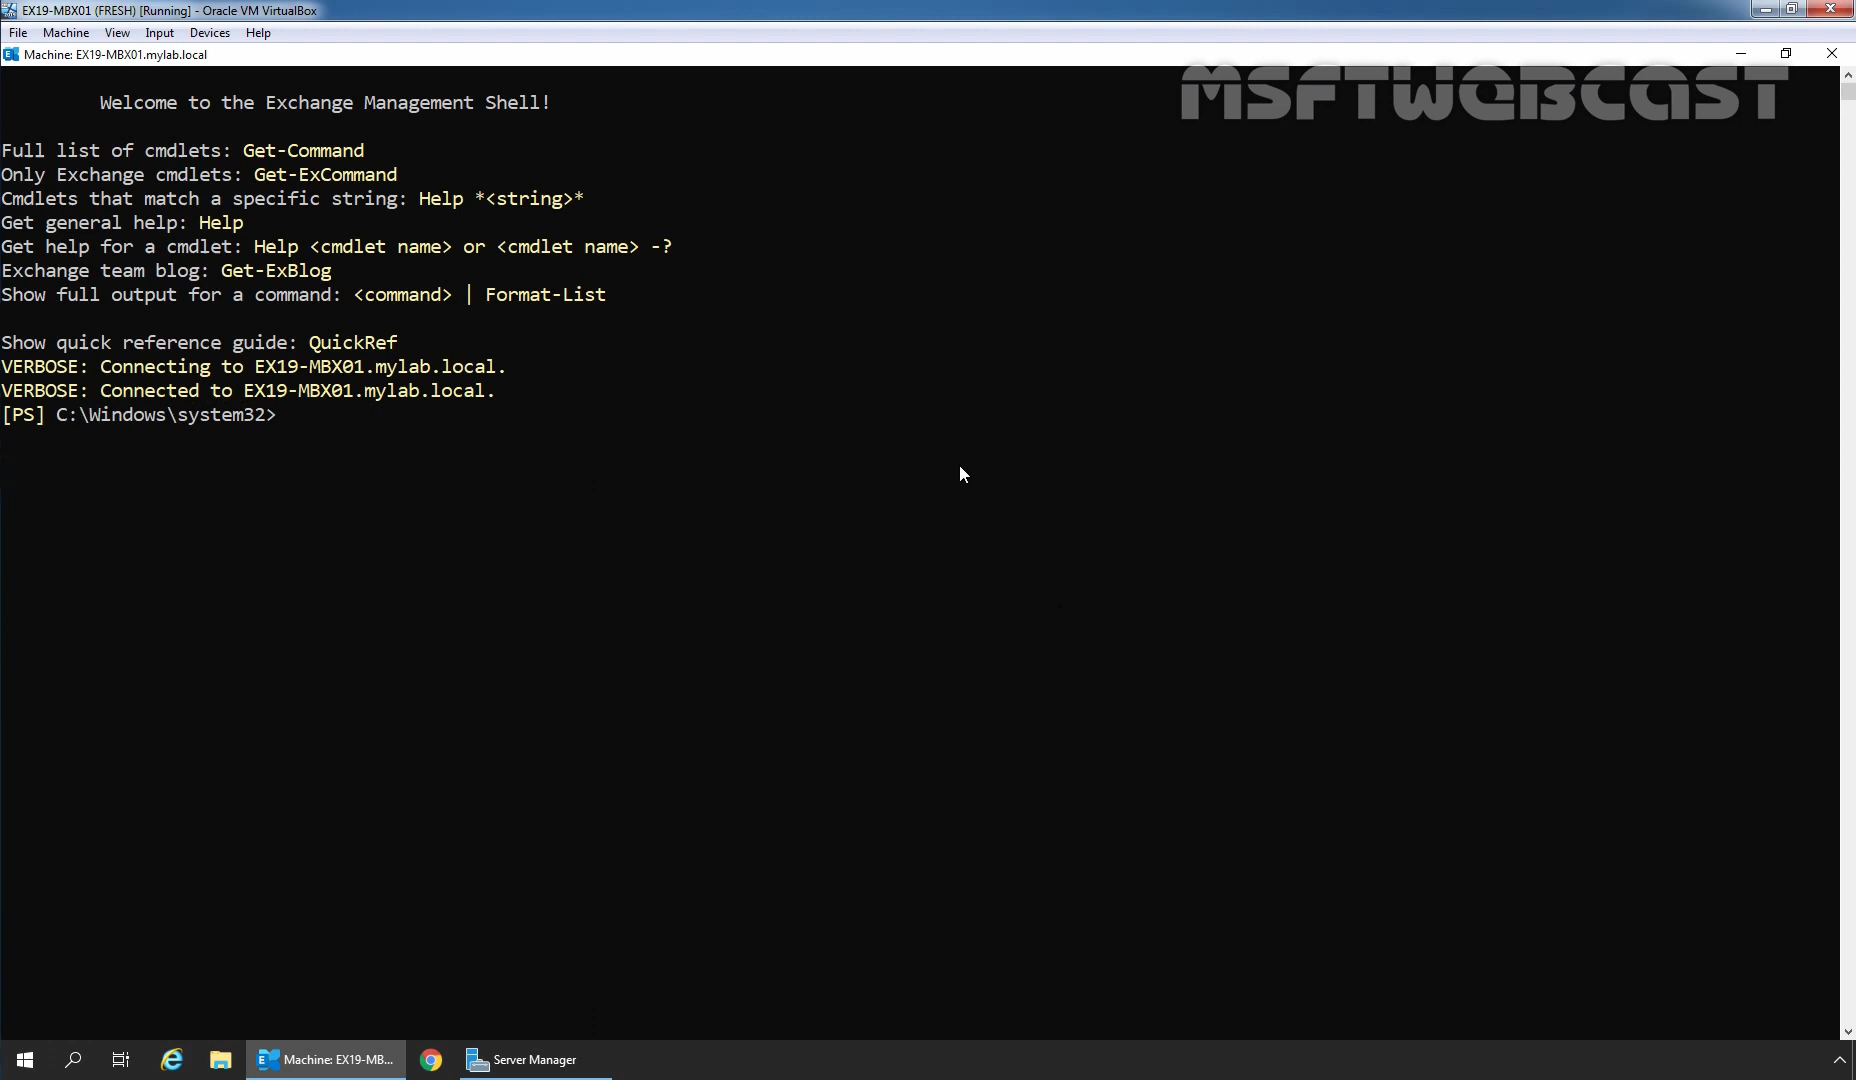 EX19-MBX01 (FRESH) [Running] - Oracle VM VirtualBox
File Machine View Input Devices Help
Machine: EX19-MBX01.mylab.local
MSFTWEBCAST
Welcome to the Exchange Management Shell!
Full list of cmdlets: Get-Command
Only Exchange cmdlets: Get-ExCommand
Cmdlets that match a specific string: Help *<string>*
Get general help: Help
Get help for a cmdlet: Help <cmdlet name> or <cmdlet name> -?
Exchange team blog: Get-ExBlog
Show full output for a command: <command> | Format-List
Show quick reference guide: QuickRef
VERBOSE: Connecting to EX19-MBX01.mylab.local.
VERBOSE: Connected to EX19-MBX01.mylab.local.
[PS] C:\Windows\system32>
Machine: EX19-MB... Server Manager